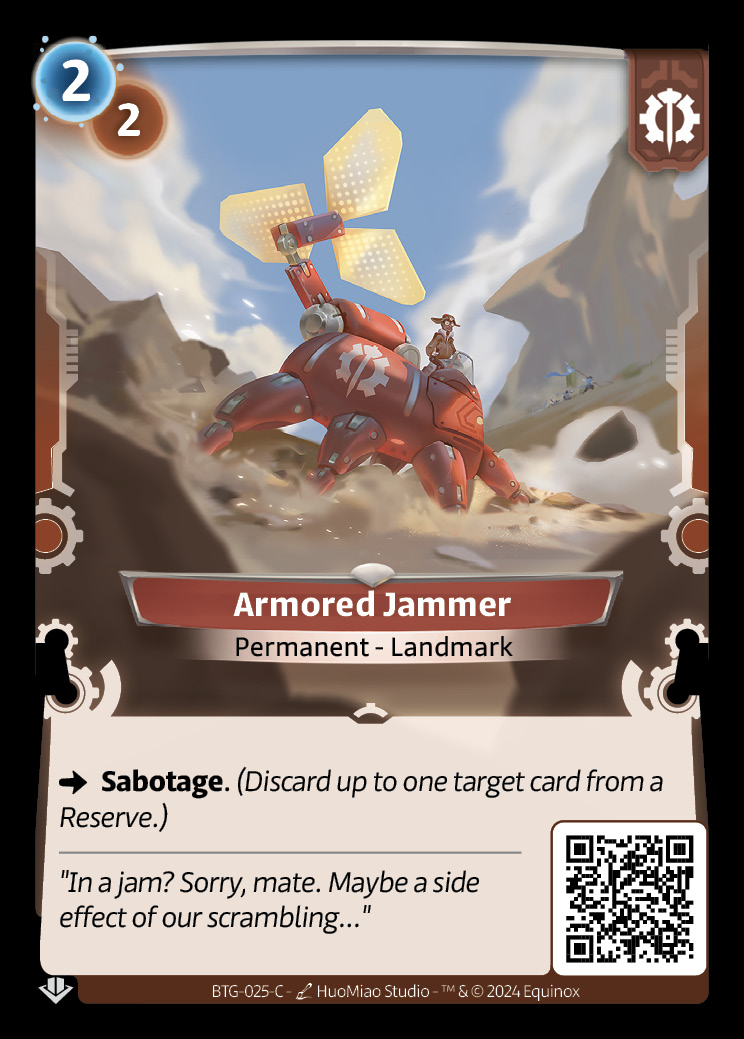 2
2
Armored Jammer
Permanent - Landmark
Sabotage. (Discard up to one target card from a
Reserve.)
"In a jam? Sorry, mate. Maybe a side
effect of our scrambling..."
BTG-025-C - HuoMiao Studio - ™ & © 2024 Equinox